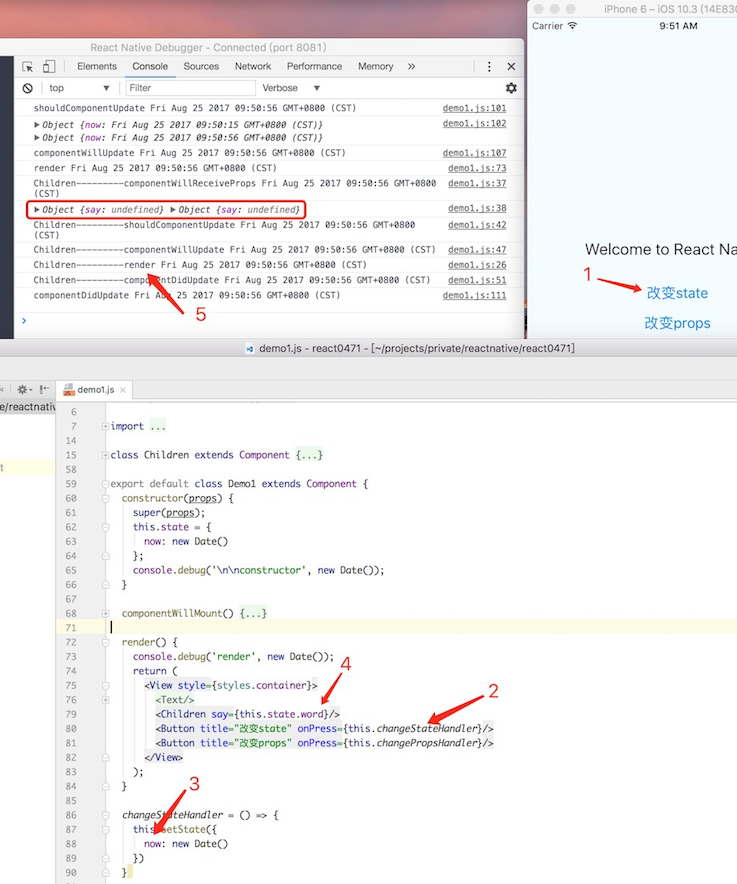 iPhone 6 – iOS 10.3 (14E83
Carrier 9:51 AM
React Native Debugger - Connected (port 8081)
Elements Console Sources Network Performance Memory »
top ▼ Filter Verbose ▼
shouldComponentUpdate Fri Aug 25 2017 09:50:56 GMT+0800 (CST) demo1.js:101
▶Object {now: Fri Aug 25 2017 09:50:15 GMT+0800 (CST)} demo1.js:102
▶Object {now: Fri Aug 25 2017 09:50:56 GMT+0800 (CST)}
componentWillUpdate Fri Aug 25 2017 09:50:56 GMT+0800 (CST) demo1.js:107
render Fri Aug 25 2017 09:50:56 GMT+0800 (CST) demo1.js:73
Children---------componentWillReceiveProps Fri Aug 25 2017 09:50:56 GMT+0800 demo1.js:37
(CST)
▶Object {say: undefined} ▶Object {say: undefined} demo1.js:38
Children---------shouldComponentUpdate Fri Aug 25 2017 09:50:56 GMT+0800 demo1.js:42
(CST)
Children---------componentWillUpdate Fri Aug 25 2017 09:50:56 GMT+0800 (CST) demo1.js:47
Children---------render Fri Aug 25 2017 09:50:56 GMT+0800 (CST) demo1.js:26
Children---------componentDidUpdate Fri Aug 25 2017 09:50:56 GMT+0800 (CST) demo1.js:51
componentDidUpdate Fri Aug 25 2017 09:50:56 GMT+0800 (CST) demo1.js:111
5
Welcome to React Na
1
改变state
改变props
demo1.js - react0471 - [~/projects/private/reactnative/react0471]
demo1.js
e/reactnativ
t
6
7 import ...
14
15 class Children extends Component {...}
58
59 export default class Demo1 extends Component {
60 constructor(props) {
61 super(props);
62 this.state = {
63 now: new Date()
64 };
65 console.debug('\n\nconstructor', new Date());
66 }
67
68 componentWillMount() {...}
71
72 render() {
73 console.debug('render', new Date());
74 return (
4
75 <View style={styles.container}>
76 <Text/>
2
79 <Children say={this.state.word}/>
80 <Button title="改变state" onPress={this.changeStateHandler}/>
81 <Button title="改变props" onPress={this.changePropsHandler}/>
82 </View>
83 );
84 }
3
85
86 changeStateHandler = () => {
87 this.setState({
88 now: new Date()
89 })
90 }